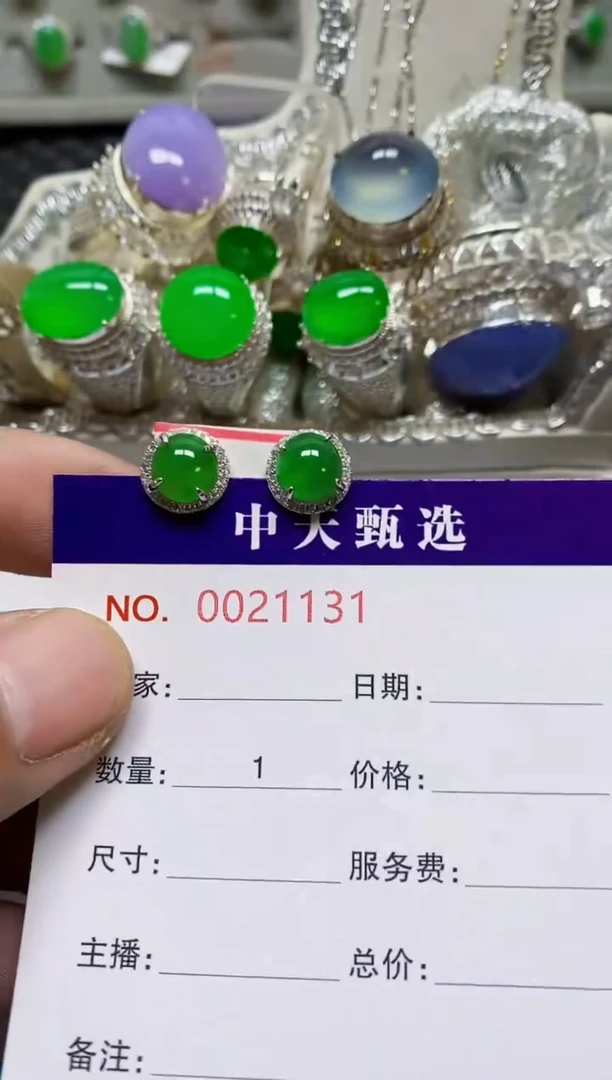 中天甄选
NO. 0021131
家: 日期:
数量: 1 价格:
尺寸: 服务费:
主播: 总价:
备注: